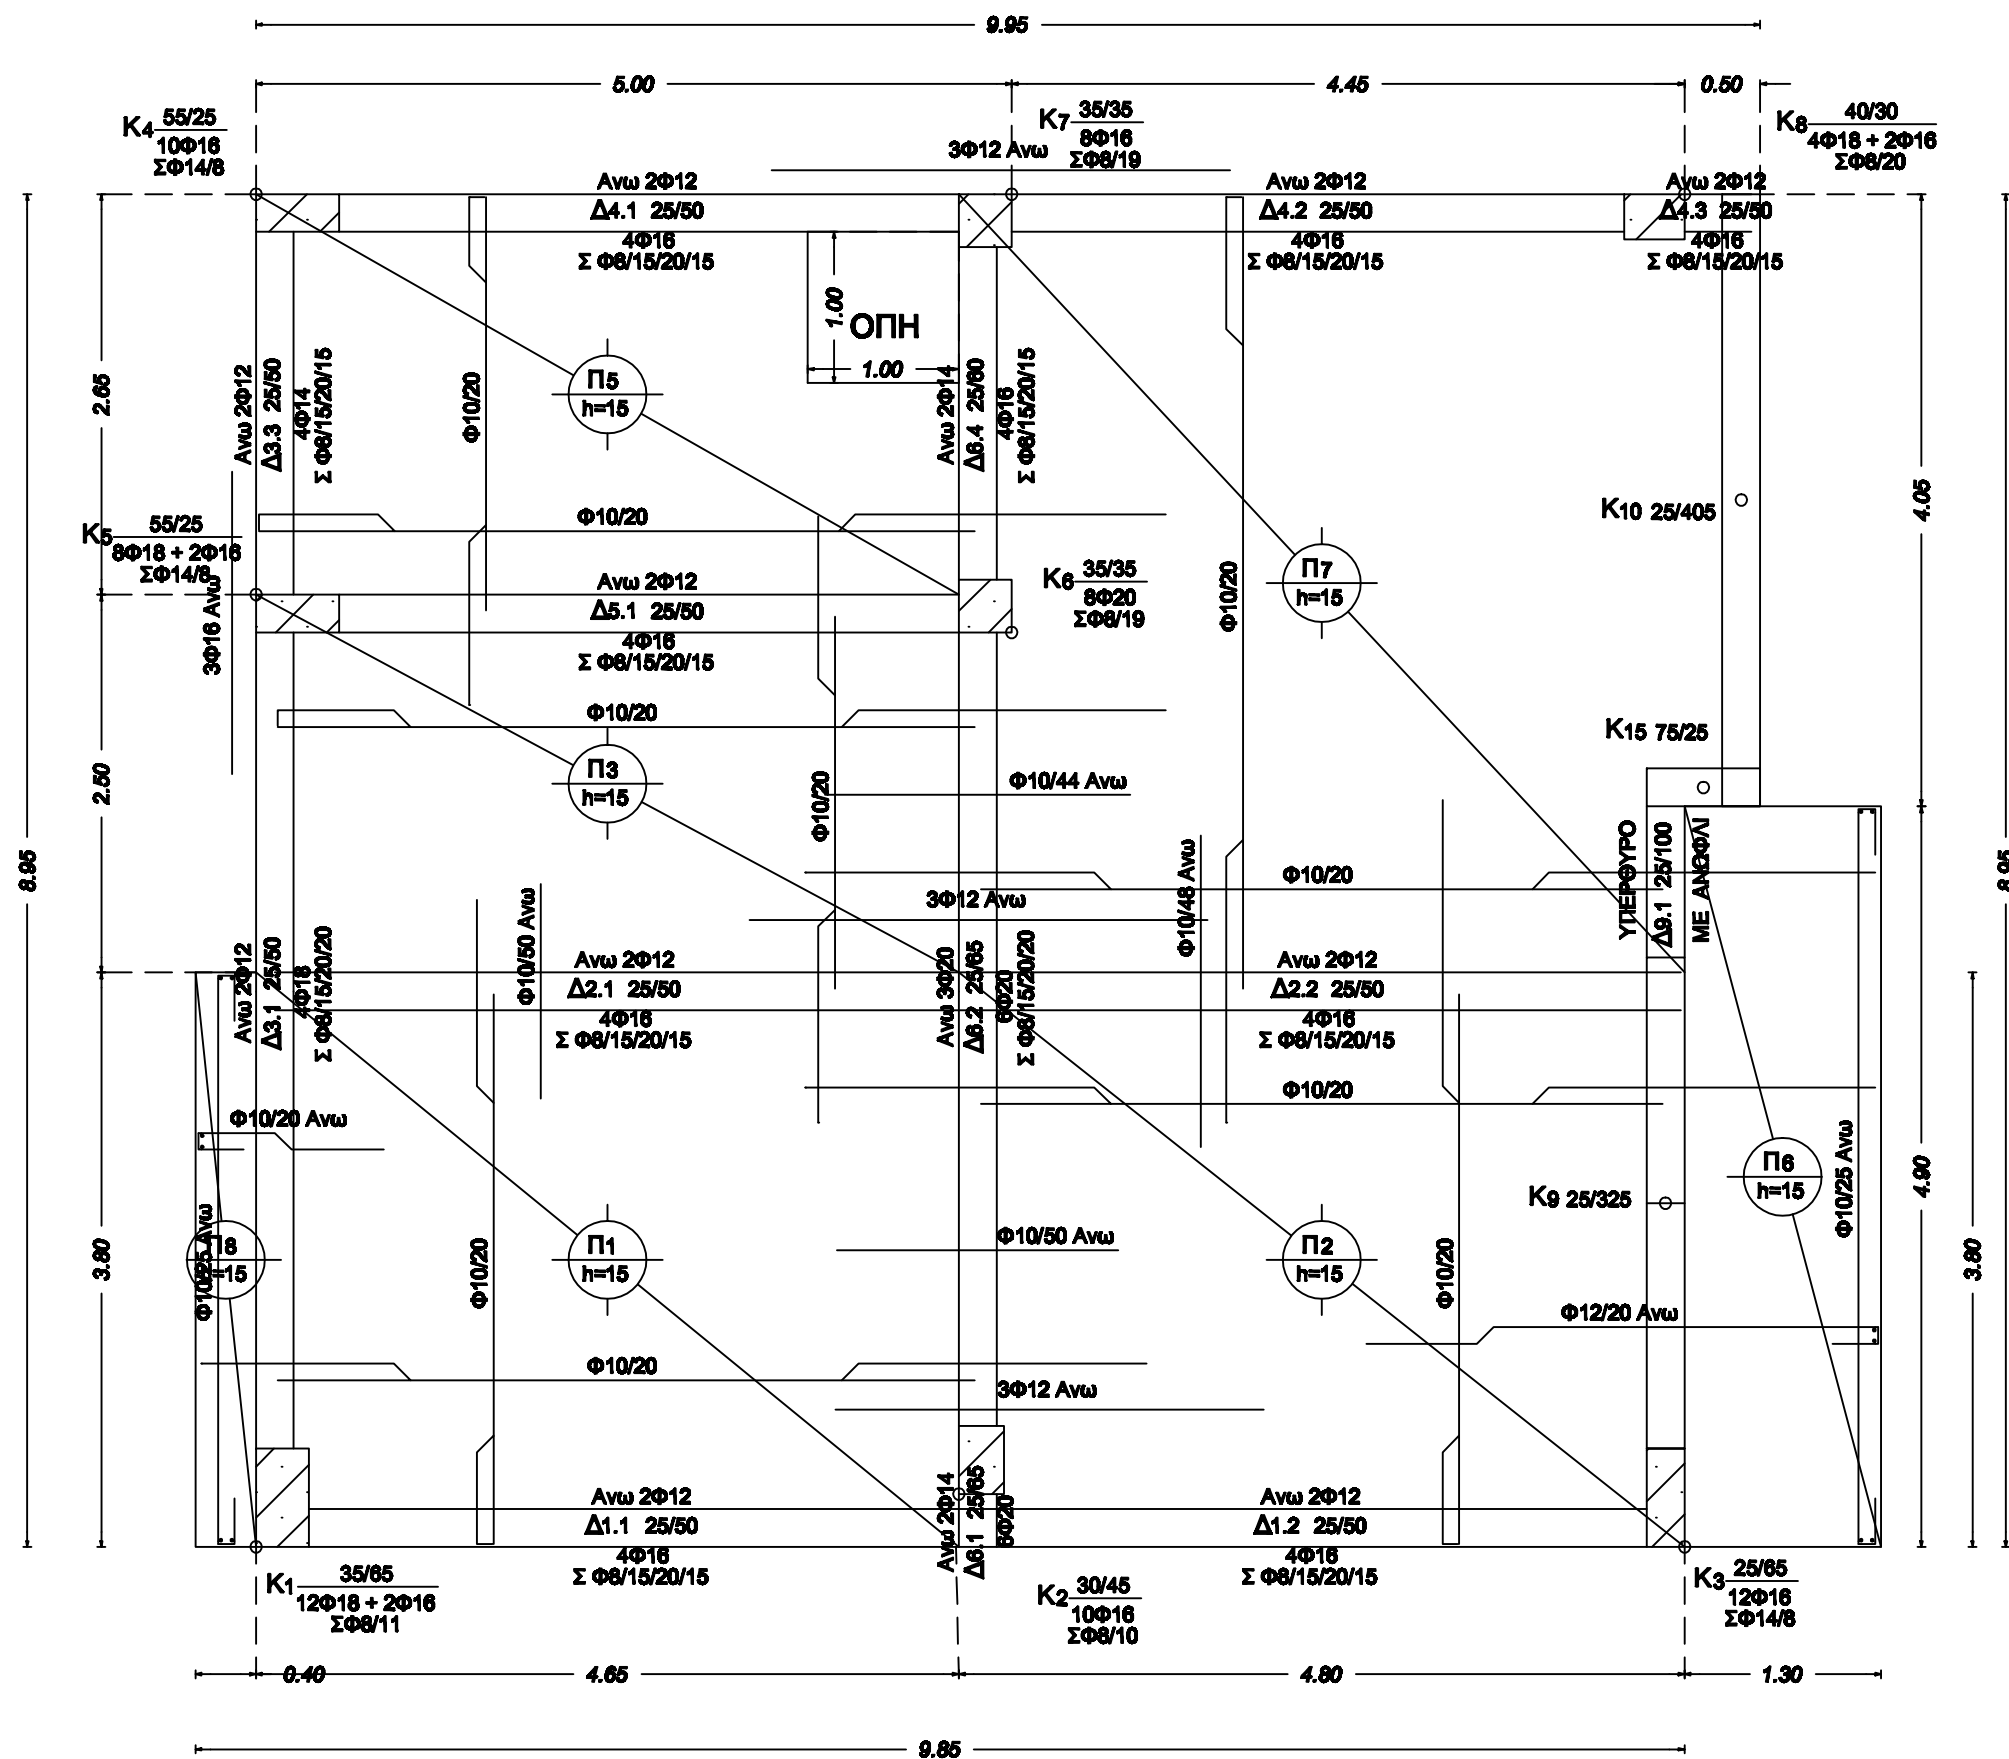 9.95
5.00
4.45
0.50
K4 55/25
10Φ16
ΣΦ14/8
K7 35/35
8Φ16
ΣΦ8/19
3Φ12 Ανω
K8 40/30
4Φ18 + 2Φ16
ΣΦ8/20
Ανω 2Φ12
Δ4.1 25/50
4Φ16
Σ Φ8/15/20/15
Ανω 2Φ12
Δ4.2 25/50
4Φ16
Σ Φ8/15/20/15
Ανω 2Φ12
Δ4.3 25/50
4Φ16
Σ Φ8/15/20/15
1.00
ΟΠΗ
1.00
2.65
Ανω 2Φ12
Δ3.3 25/50
4Φ14
Σ Φ8/15/20/15
Φ10/20
Π5
h=15
Ανω 2Φ14
Δ6.4 25/60
4Φ16
Σ Φ8/15/20/15
4.05
K10 25/405
Φ10/20
K5 55/25
8Φ18 + 2Φ16
ΣΦ14/8
3Φ16 Ανω
Ανω 2Φ12
Δ5.1 25/50
4Φ16
Σ Φ8/15/20/15
K6 35/35
8Φ20
ΣΦ8/19
Φ10/20
Π7
h=15
Φ10/20
K15 75/25
2.50
Π3
h=15
Φ10/20
Φ10/44 Ανω
8.95
Φ10/20
3Φ12 Ανω
Φ10/48 Ανω
ΥΠΕΡΘΥΡΟ
Δ9.1 25/100
ΜΕ ΑΝΩΦΛΙ
8.95
Φ10/50 Ανω
Ανω 2Φ12
Δ3.1 25/50
4Φ18
Σ Φ8/15/20/20
Ανω 2Φ12
Δ2.1 25/50
4Φ16
Σ Φ8/15/20/15
Ανω 3Φ20
Δ6.2 25/65
6Φ20
Σ Φ8/15/20/20
Ανω 2Φ12
Δ2.2 25/50
4Φ16
Σ Φ8/15/20/15
Φ10/20
Φ10/20 Ανω
Π6
h=15
Φ10/25 Ανω
4.90
K9 25/325
3.80
Π8
=15
Φ10/25 Ανω
Φ10/20
Π1
h=15
Φ10/50 Ανω
Π2
h=15
Φ10/20
3.80
Φ12/20 Ανω
Φ10/20
3Φ12 Ανω
Ανω 2Φ12
Δ1.1 25/50
4Φ16
Σ Φ8/15/20/15
Ανω 2Φ14
Δ6.1 25/65
6Φ20
Ανω 2Φ12
Δ1.2 25/50
4Φ16
Σ Φ8/15/20/15
K1 35/65
12Φ18 + 2Φ16
ΣΦ8/11
K2 30/45
10Φ16
ΣΦ8/10
K3 25/65
12Φ16
ΣΦ14/8
0.40
4.65
4.80
1.30
9.85